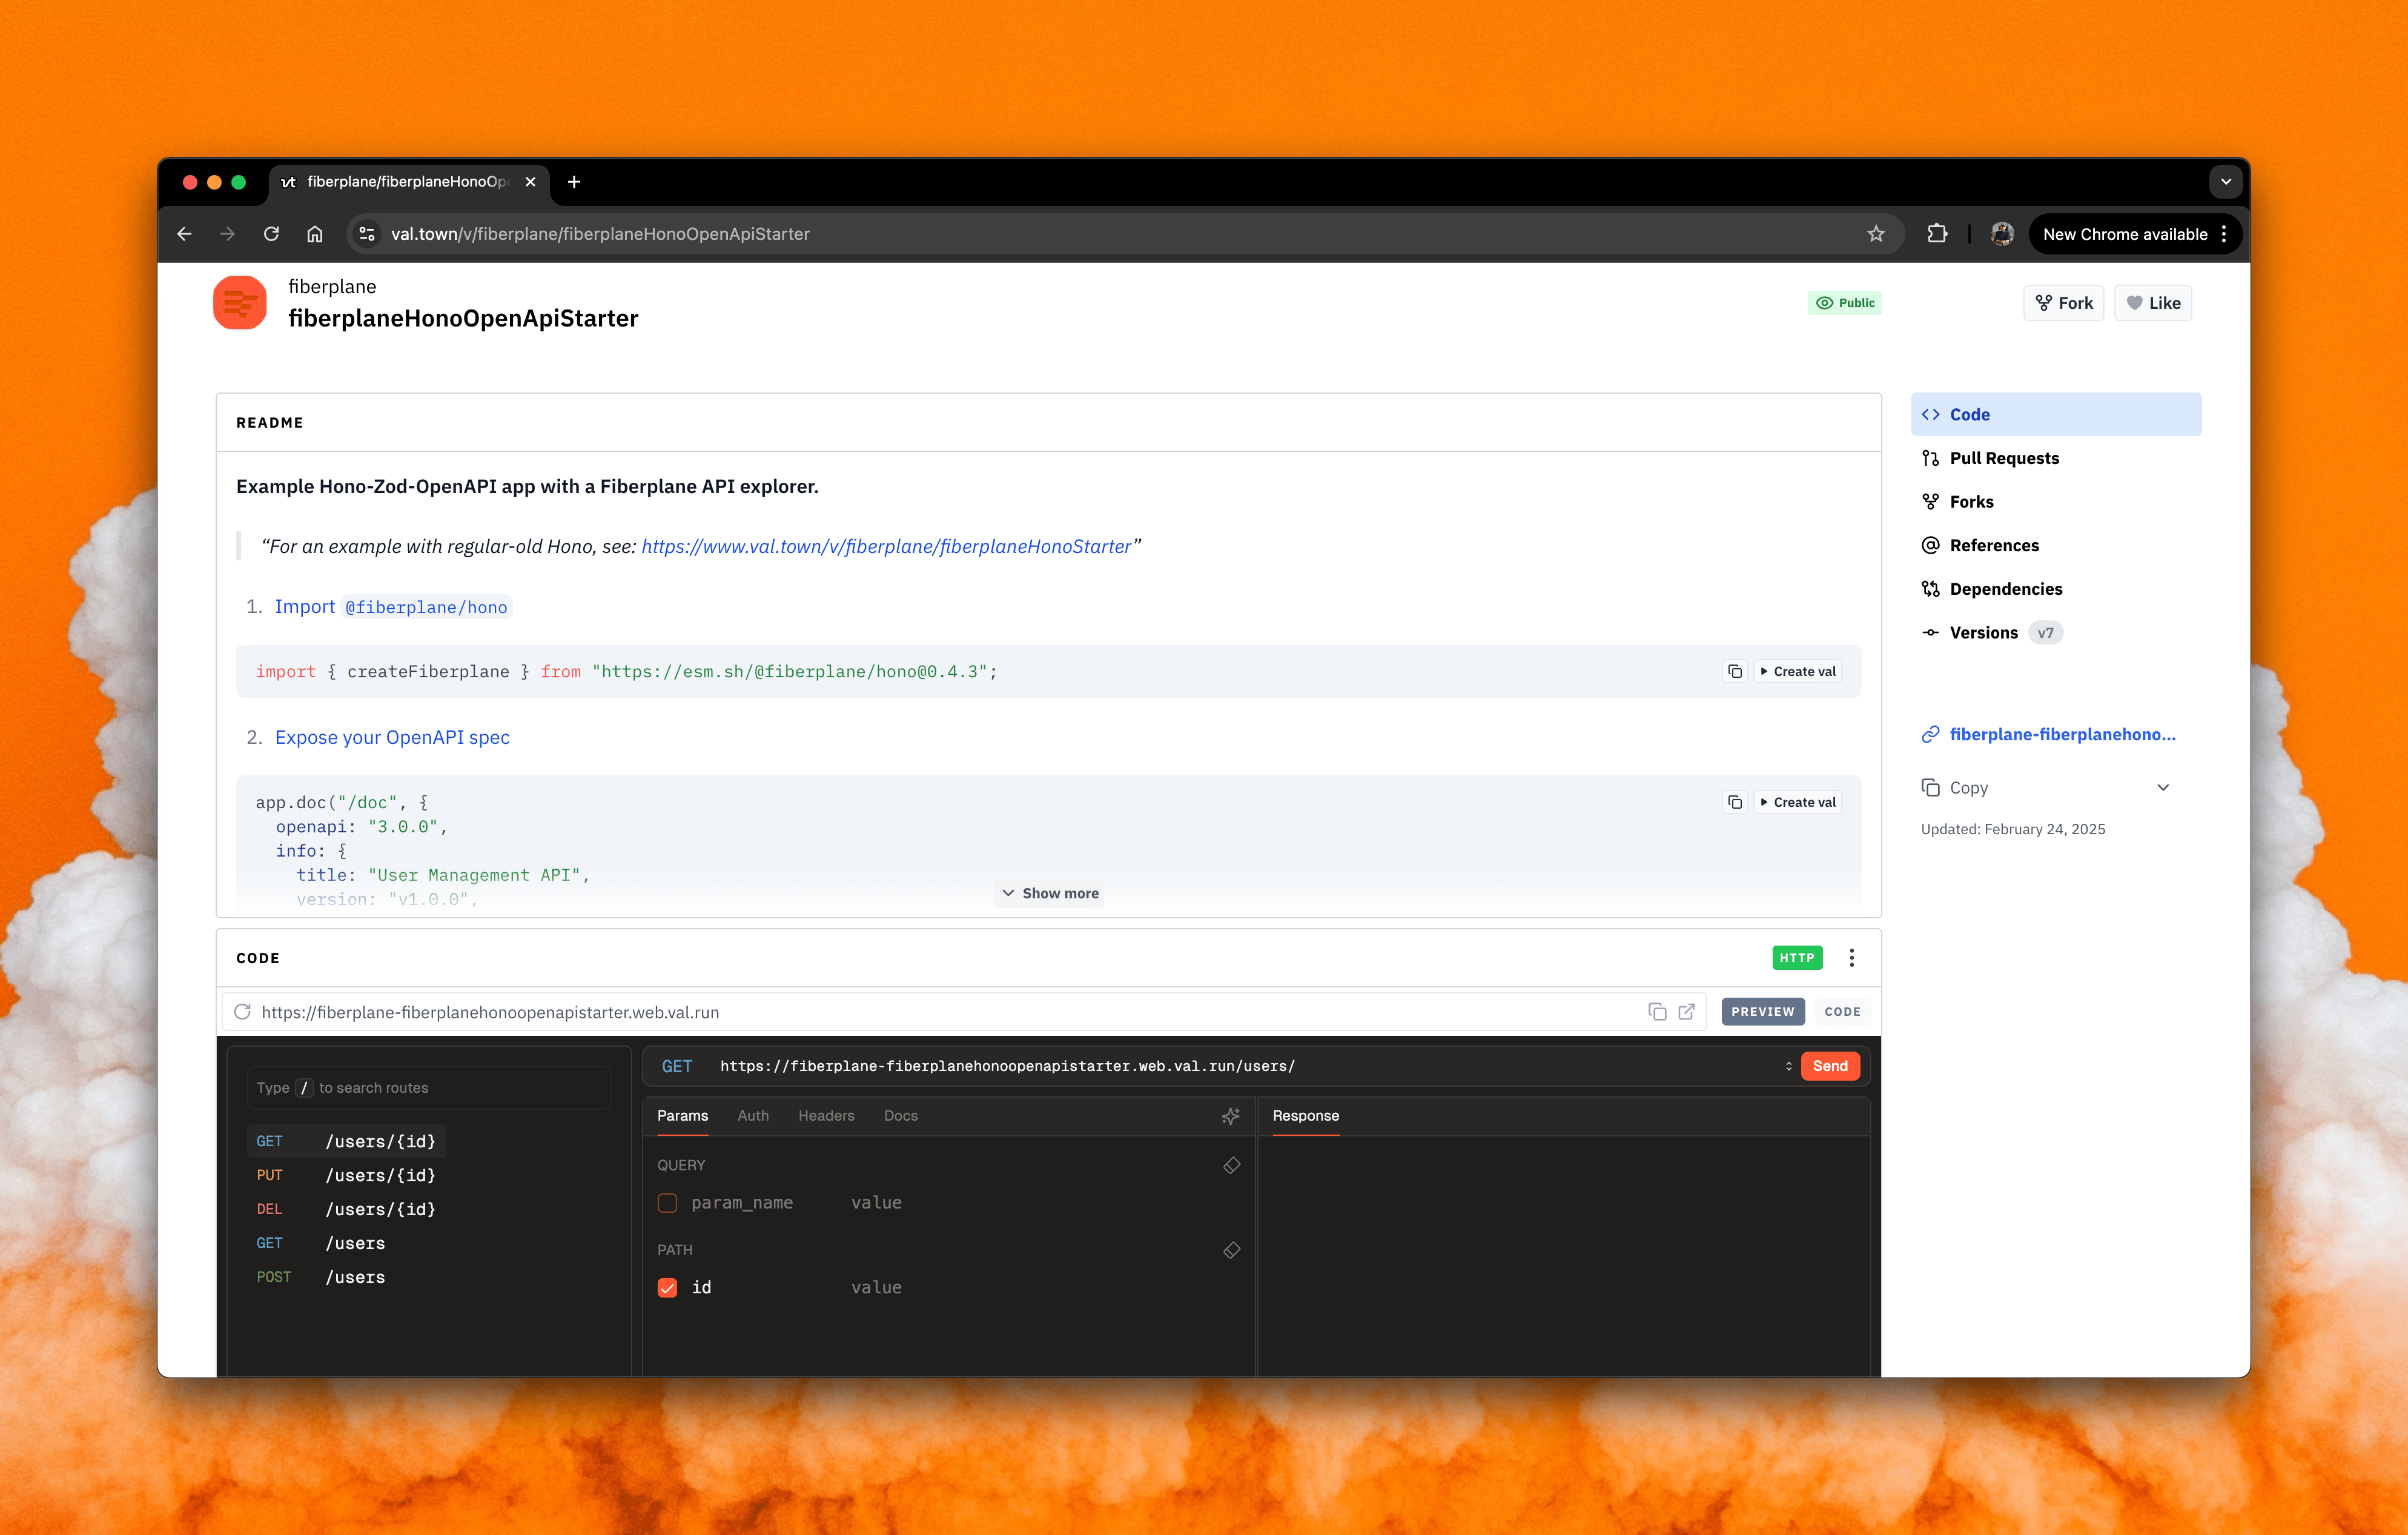 fiberplane/fiberplaneHonoOp
val.town/v/fiberplane/fiberplaneHonoOpenApiStarter
New Chrome available
fiberplane
fiberplaneHonoOpenApiStarter
Public
Fork
Like
README
Example Hono-Zod-OpenAPI app with a Fiberplane API explorer.
“For an example with regular-old Hono, see: https://www.val.town/v/fiberplane/fiberplaneHonoStarter”
1. Import @fiberplane/hono
import { createFiberplane } from "https://esm.sh/@fiberplane/hono@0.4.3";
Create val
2. Expose your OpenAPI spec
app.doc("/doc", {
Create val
openapi: "3.0.0",
info: {
title: "User Management API",
version: "v1.0.0",
Show more
Code
Pull Requests
Forks
References
Dependencies
Versions v7
fiberplane-fiberplanehono...
Copy
Updated: February 24, 2025
CODE
HTTP
https://fiberplane-fiberplanehonoopenapistarter.web.val.run
PREVIEW
CODE
Type / to search routes
GET /users/{id}
PUT /users/{id}
DEL /users/{id}
GET /users
POST /users
GET https://fiberplane-fiberplanehonoopenapistarter.web.val.run/users/
Send
Params Auth Headers Docs
QUERY
param_name value
PATH
id value
Response